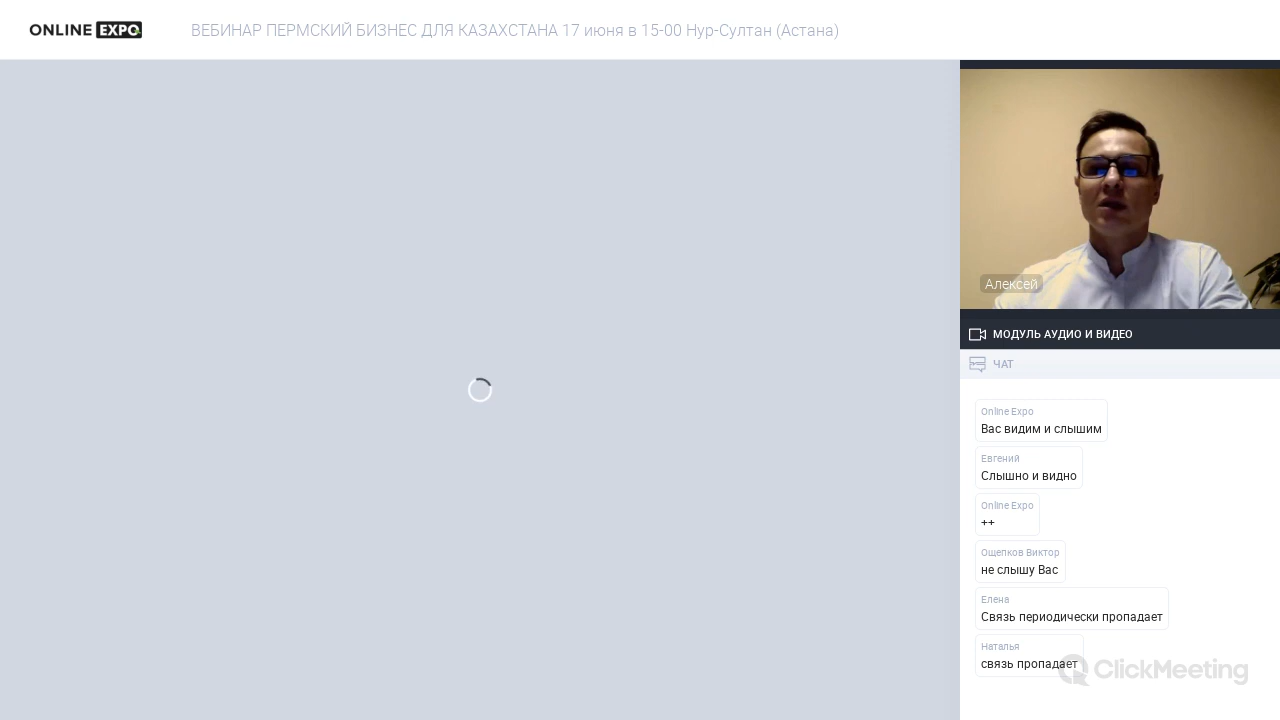 ONLINE EXPO
ВЕБИНАР ПЕРМСКИЙ БИЗНЕС ДЛЯ КАЗАХСТАНА 17 июня в 15-00 Нур-Султан (Астана)
Алексей
МОДУЛЬ АУДИО И ВИДЕО
ЧАТ
Online Expo
Вас видим и слышим
Евгений
Слышно и видно
Online Expo
++
Ощепков Виктор
не слышу Вас
Елена
Связь периодически пропадает
Наталья
связь пропадает
ClickMeeting